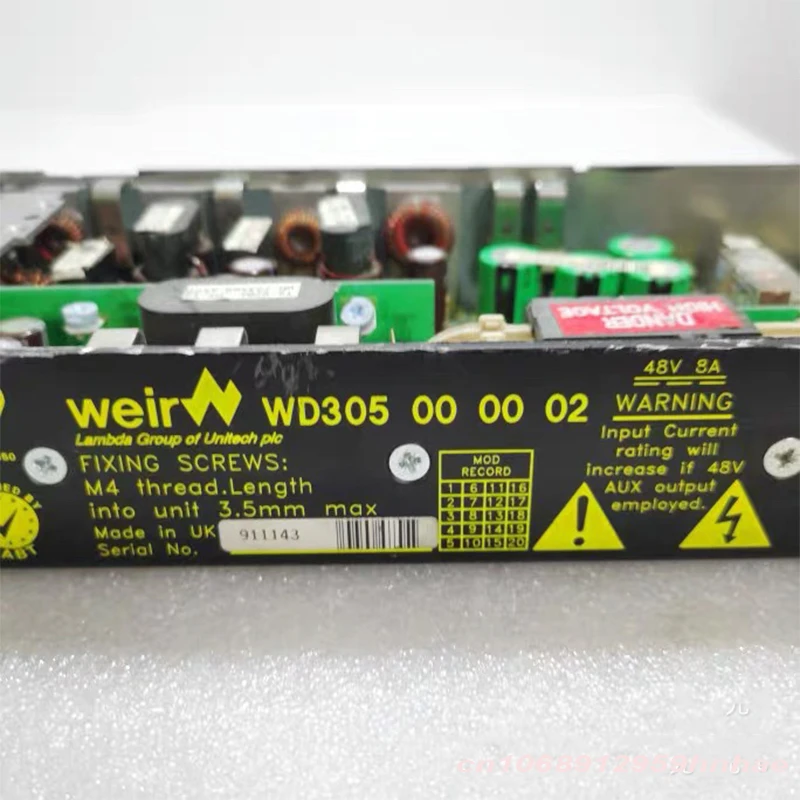 DANGER
HIGH VOLTAGE
weir WD305 00 00 02
Lambda Group of Unitech plc
FIXING SCREWS:
M4 thread.Length
into unit 3.5mm max
Made in UK
Serial No.
911143
MOD
RECORD
1 6 11 16
2 7 12 17
3 8 13 18
4 9 14 19
5 10 15 20
48V 8A
WARNING
Input Current
rating will
increase if 48V
AUX output
employed.
ED BY
ABT